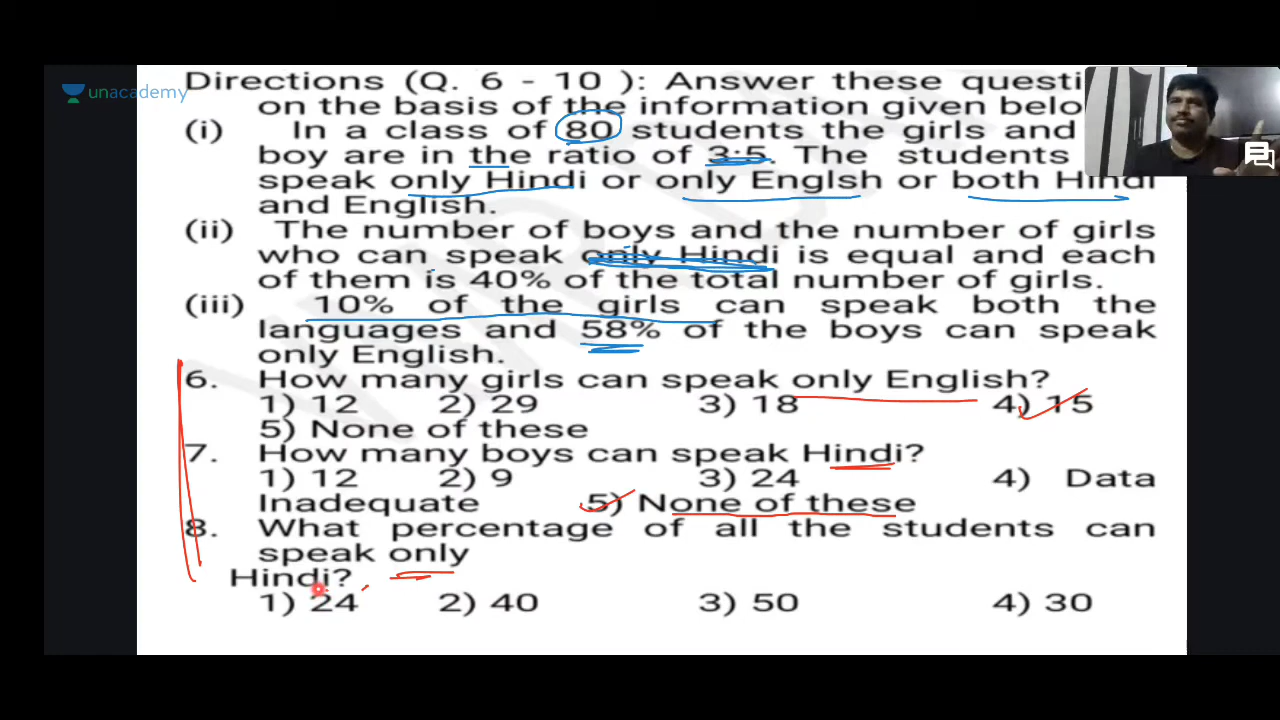 unacademy
Directions (Q. 6 - 10 ): Answer these questi
on the basis of the information given belo
(i) In a class of 80 students the girls and
boy are in the ratio of 3:5. The students
speak only Hindi or only Englsh or both Hindi
and English.
(ii) The number of boys and the number of girls
who can speak only Hindi is equal and each
of them is 40% of the total number of girls.
(iii) 10% of the girls can speak both the
languages and 58% of the boys can speak
only English.
6. How many girls can speak only English?
1) 12 2) 29 3) 18 4) 15
5) None of these
7. How many boys can speak Hindi?
1) 12 2) 9 3) 24 4) Data
Inadequate 5) None of these
8. What percentage of all the students can
speak only
Hindi?
1) 24 2) 40 3) 50 4) 30